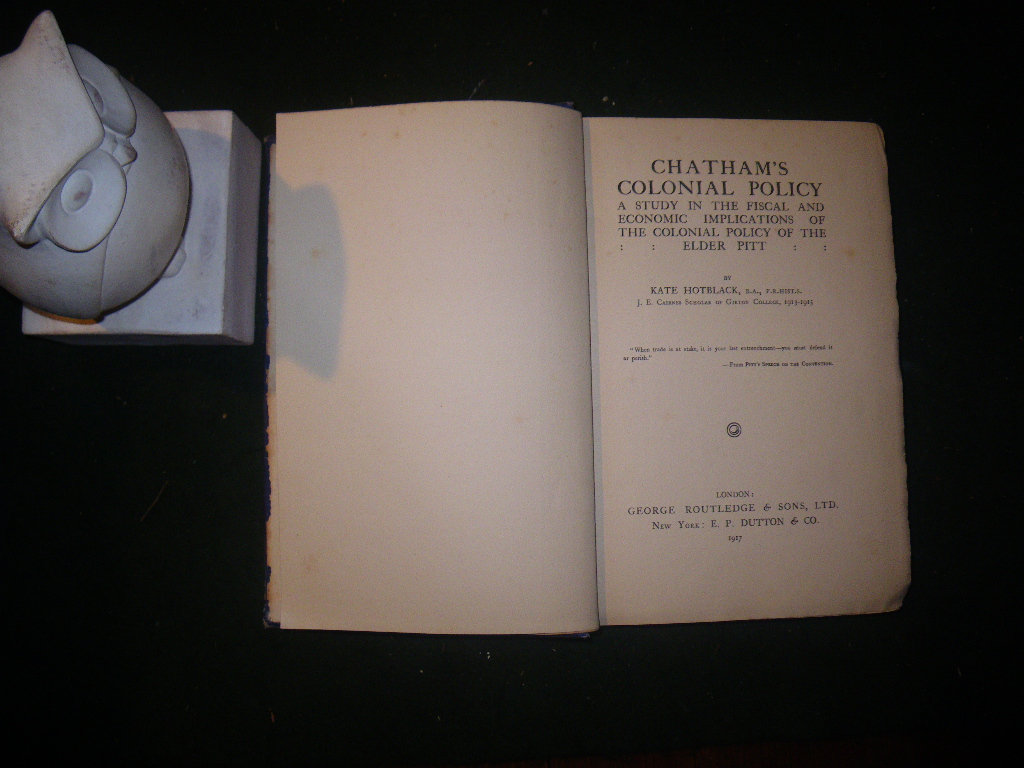 CHATHAM'S
COLONIAL POLICY
A STUDY IN THE FISCAL AND
ECONOMIC IMPLICATIONS OF
THE COLONIAL POLICY OF THE
: : ELDER PITT : :
BY
KATE HOTBLACK, B.A., F.R.HIST.S.
J. E. CAIRNES SCHOLAR OF GIRTON COLLEGE, 1913-1915
"When trade is at stake, it is your last entrenchment—you must defend it
or perish."
—FROM PITT'S SPEECH ON THE CONVENTION.
LONDON:
GEORGE ROUTLEDGE & SONS, LTD.
NEW YORK: E. P. DUTTON & CO.
1917